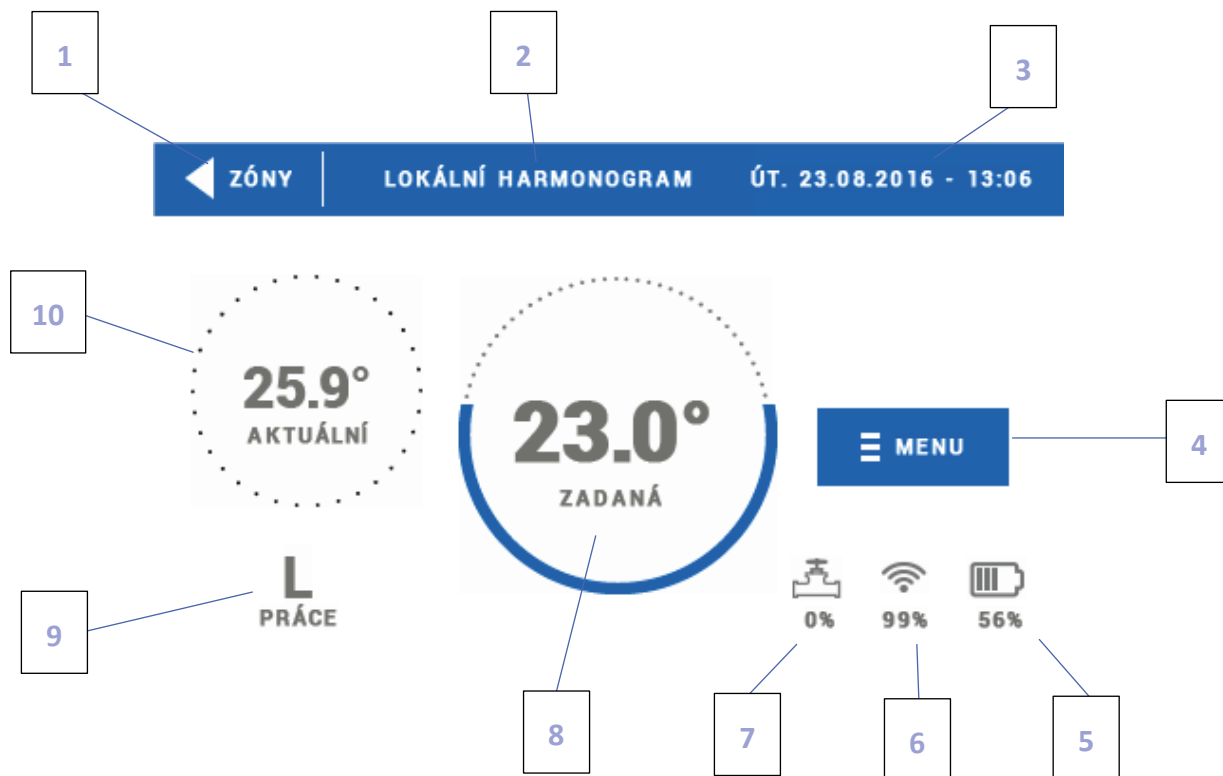 1
2
3
ZÓNY
LOKÁLNÍ HARMONOGRAM
ÚT. 23.08.2016 - 13:06
10
25.9°
AKTUÁLNÍ
23.0°
ZADANÁ
MENU
4
L
PRÁCE
0%
99%
56%
9
8
7
6
5